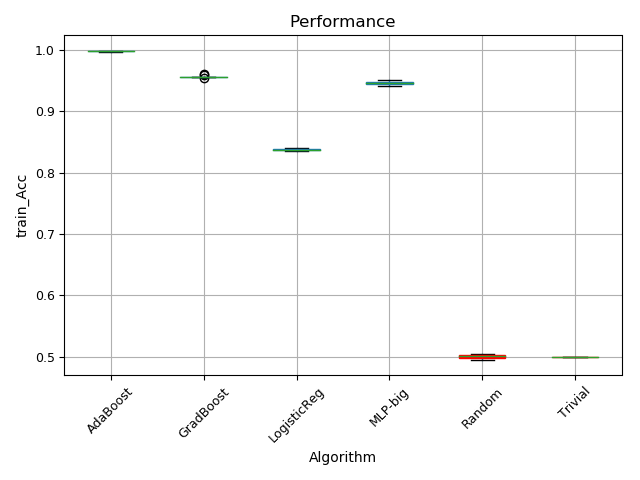 Performance
train_Acc
1.0
0.9
0.8
0.7
0.6
0.5
AdaBoost
GradBoost
LogisticReg
MLP-big
Random
Trivial
Algorithm